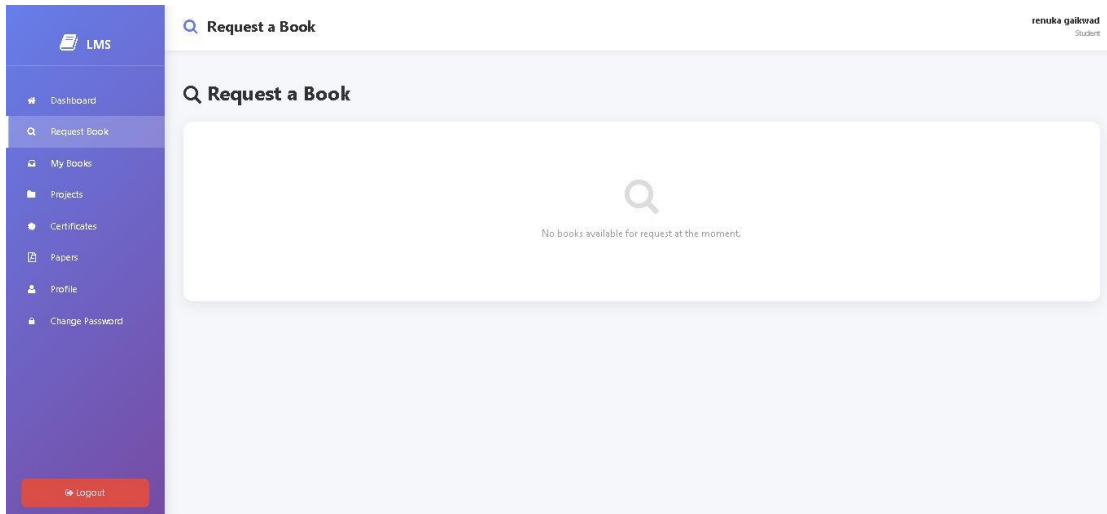 LMS
Dashboard
Request Book
My Books
Projects
Certificates
Papers
Profile
Change Password
Logout
Request a Book
renuka gaikwad
Student
Request a Book
No books available for request at the moment.